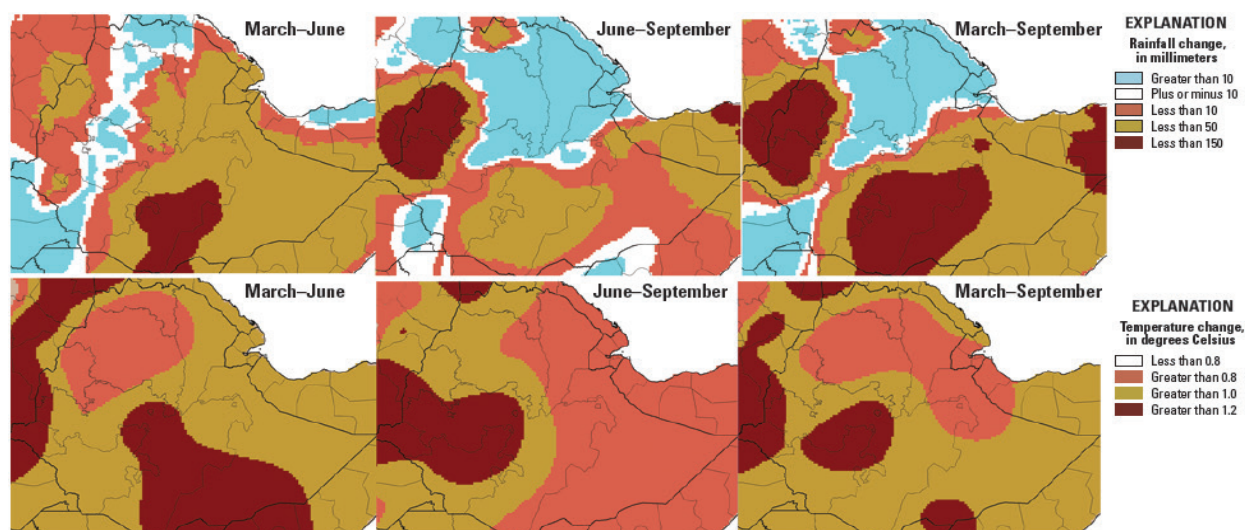 March–June
June–September
March–September
EXPLANATION
Rainfall change,
in millimeters
Greater than 10
Plus or minus 10
Less than 10
Less than 50
Less than 150
March–June
June–September
March–September
EXPLANATION
Temperature change,
in degrees Celsius
Less than 0.8
Greater than 0.8
Greater than 1.0
Greater than 1.2